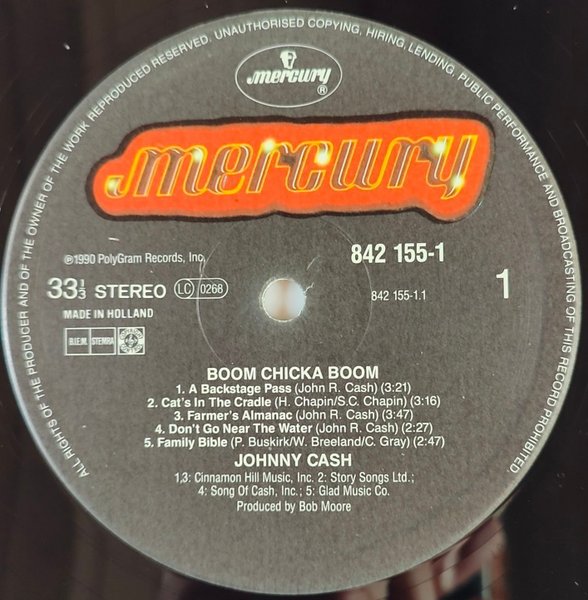 ALL RIGHTS OF THE PRODUCER AND OF THE OWNER OF THE WORK REPRODUCED RESERVED. UNAUTHORISED COPYING, HIRING, LENDING, PUBLIC PERFORMANCE AND BROADCASTING OF THIS RECORD PROHIBITED
mercury
®
mercury
℗1990 PolyGram Records, Inc.
842 155-1
33 1/3 STEREO LC 0268
842 155-1.1
1
MADE IN HOLLAND
B.I.E.M. STEMRA
BOOM CHICKA BOOM
1. A Backstage Pass (John R. Cash) (3:21)
2. Cat's In The Cradle (H. Chapin/S.C. Chapin) (3:16)
3. Farmer's Almanac (John R. Cash) (3:47)
4. Don't Go Near The Water (John R. Cash) (2:27)
5. Family Bible (P. Buskirk/W. Breeland/C. Gray) (2:47)
JOHNNY CASH
1,3: Cinnamon Hill Music, Inc. 2: Story Songs Ltd.;
4: Song Of Cash, Inc.; 5: Glad Music Co.
Produced by Bob Moore